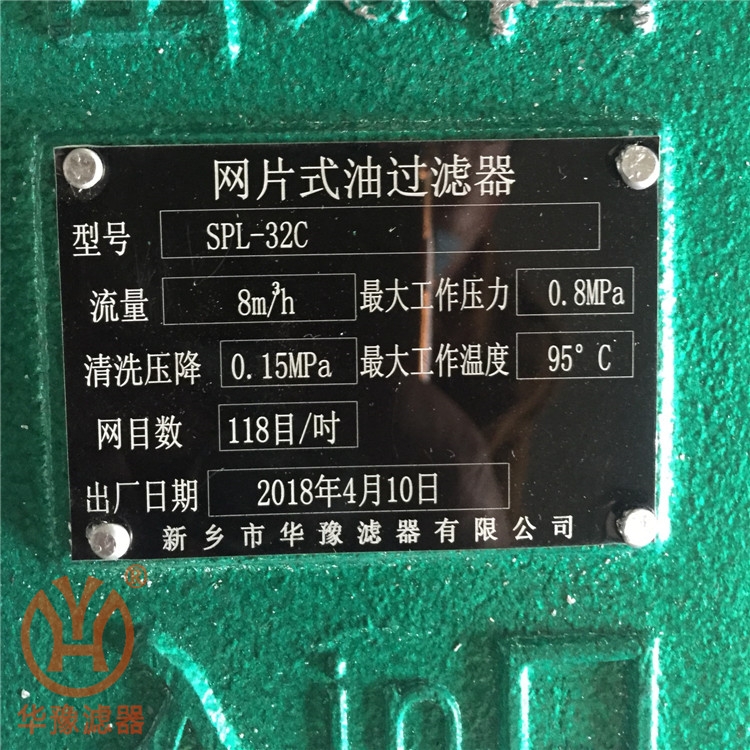 网片式油过滤器
型号 SPL-32C
流量 8m³/h 最大工作压力 0.8MPa
清洗压降 0.15MPa 最大工作温度 95°C
网目数 118目/吋
出厂日期 2018年4月10日
新乡市华豫滤器有限公司
®
华豫滤器